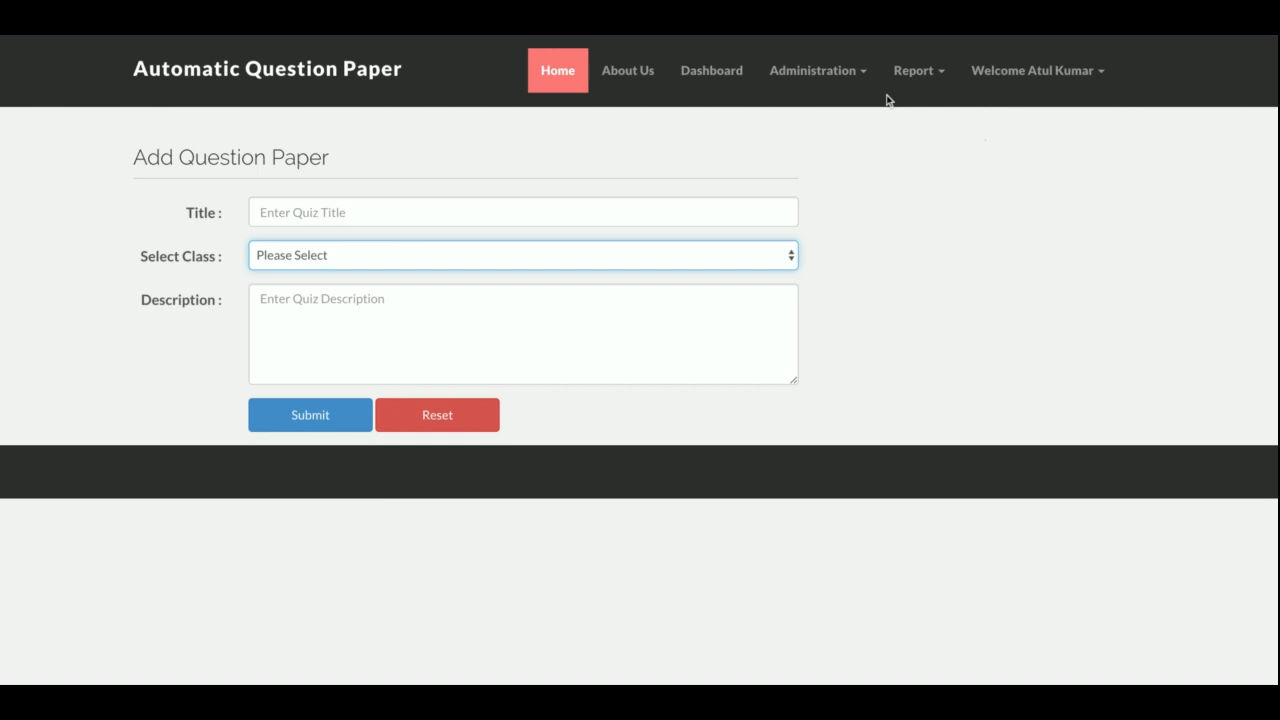 Automatic Question Paper
Home About Us Dashboard Administration Report Welcome Atul Kumar
Add Question Paper
Title : Enter Quiz Title
Select Class : Please Select
Description : Enter Quiz Description
Submit Reset